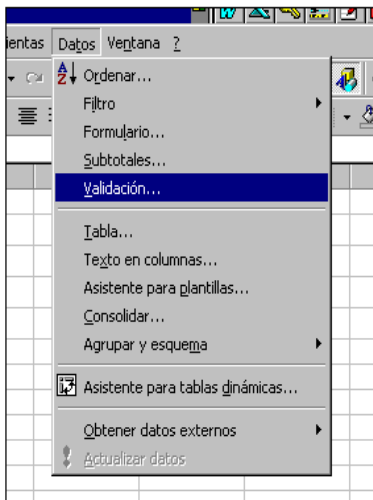 ientas Datos Ventana ?
Ordenar...
Filtro
Formulario...
Subtotales...
Validación...
Tabla...
Texto en columnas...
Asistente para plantillas...
Consolidar...
Agrupar y esquema
Asistente para tablas dinámicas...
Obtener datos externos
Actualizar datos